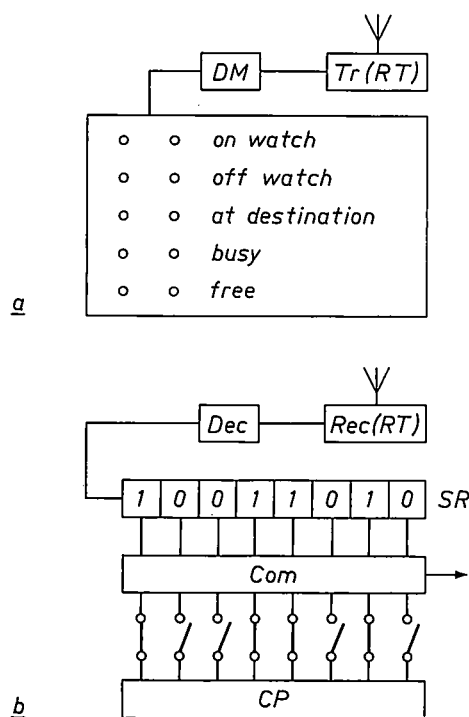 DM Tr(RT)
on watch
off watch
at destination
busy
free
a
Dec Rec(RT)
1 0 0 1 1 0 1 0 SR
Com
CP
b